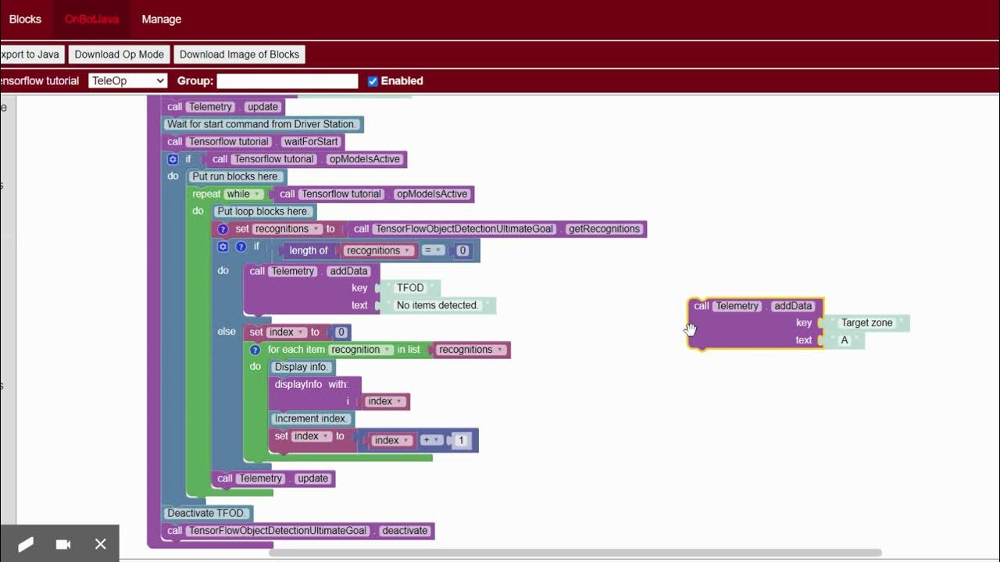 Blocks OnBotJava Manage
xport to Java Download Op Mode Download Image of Blocks
ensorflow tutorial TeleOp Group: Enabled
call Telemetry . update
Wait for start command from Driver Station.
call Tensorflow tutorial . waitForStart
if call Tensorflow tutorial . opModeIsActive
do Put run blocks here.
repeat while call Tensorflow tutorial . opModeIsActive
do Put loop blocks here.
? set recognitions to call TensorFlowObjectDetectionUltimateGoal . getRecognitions
? if length of recognitions = 0
do call Telemetry . addData
key “ TFOD ”
text “ No items detected. ”
call Telemetry . addData
key “ Target zone ”
text “ A ”
else set index to 0
? for each item recognition in list recognitions
do Display info.
displayInfo with:
i index
Increment index.
set index to index + 1
call Telemetry . update
Deactivate TFOD.
call TensorFlowObjectDetectionUltimateGoal . deactivate